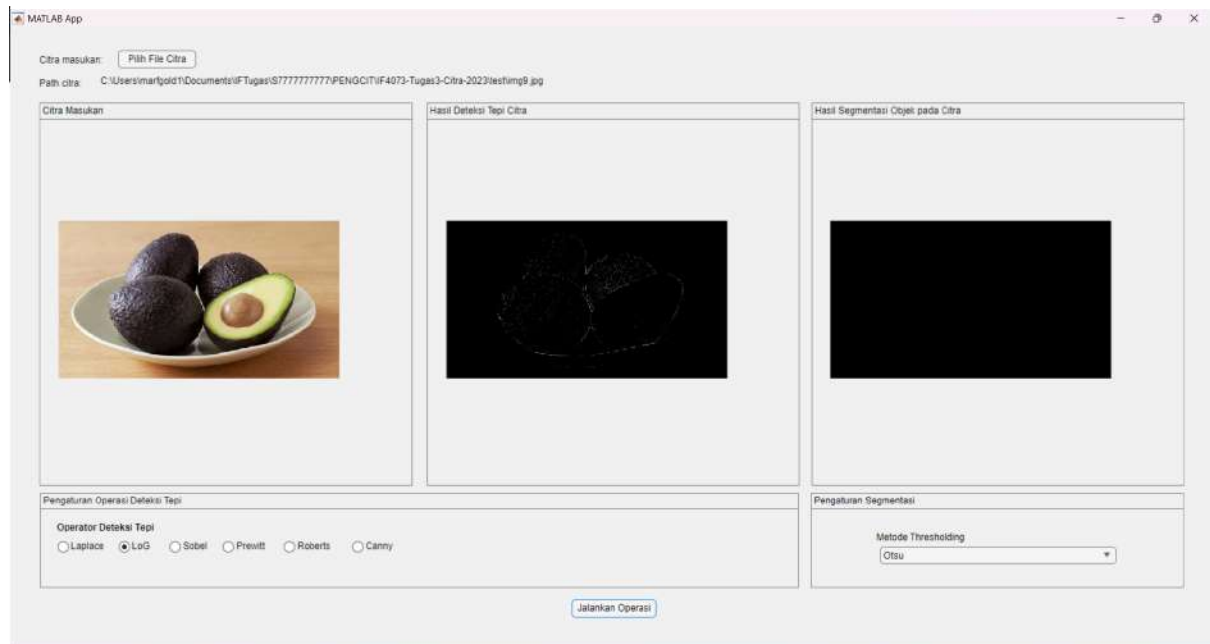 MATLAB App
Citra masukan: Pilih File Citra
Path citra: C:\Users\marfgold1\Documents\IFTugas\S7777777777\PENGCIT\IF4073-Tugas3-Citra-2023\test\img9.jpg
Citra Masukan
Hasil Deteksi Tepi Citra
Hasil Segmentasi Objek pada Citra
Pengaturan Operasi Deteksi Tepi
Pengaturan Segmentasi
Operator Deteksi Tepi
Laplace LoG Sobel Prewitt Roberts Canny
Metode Thresholding
Otsu
Jalankan Operasi